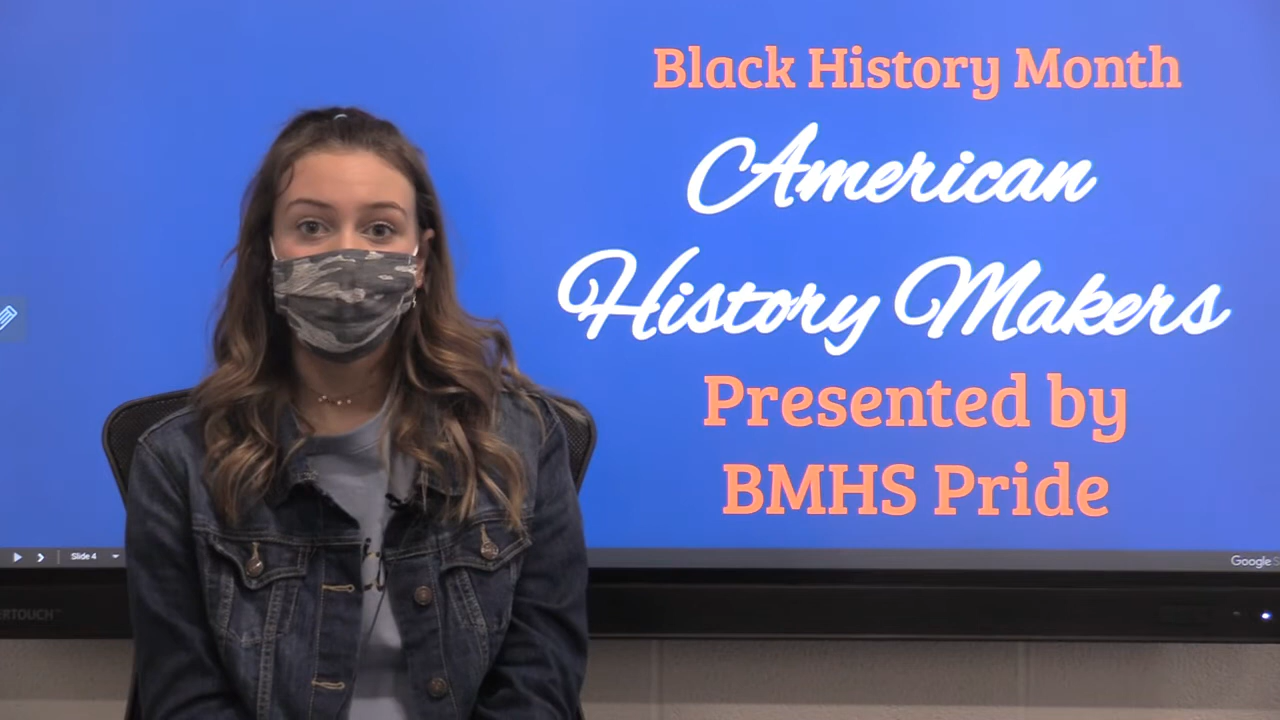 Black History Month
American
History Makers
Presented by
BMHS Pride
Slide 4
Google